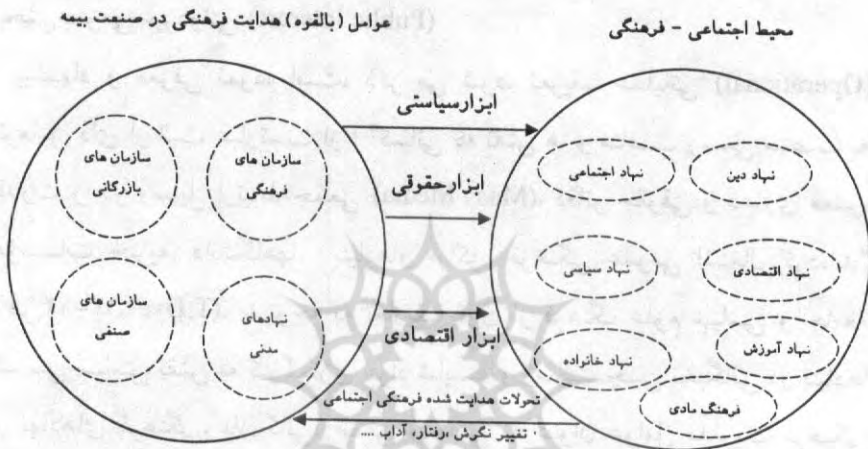 محیط اجتماعی - فرهنگی
عوامل (بالقوه) هدایت فرهنگی در صنعت بیمه
ابزارسیاستی
ابزارحقوقی
ابزار اقتصادی
نهاد دین
نهاد اجتماعی
نهاد اقتصادی
نهاد سیاسی
نهاد آموزش
نهاد خانواده
فرهنگ مادی
سازمان های
فرهنگی
سازمان های
بازرگانی
نهادهای
مدنی
سازمان های
صنفی
تحولات هدایت شده فرهنگی اجتماعی
تغییر نگرش ،رفتار، آداب ....